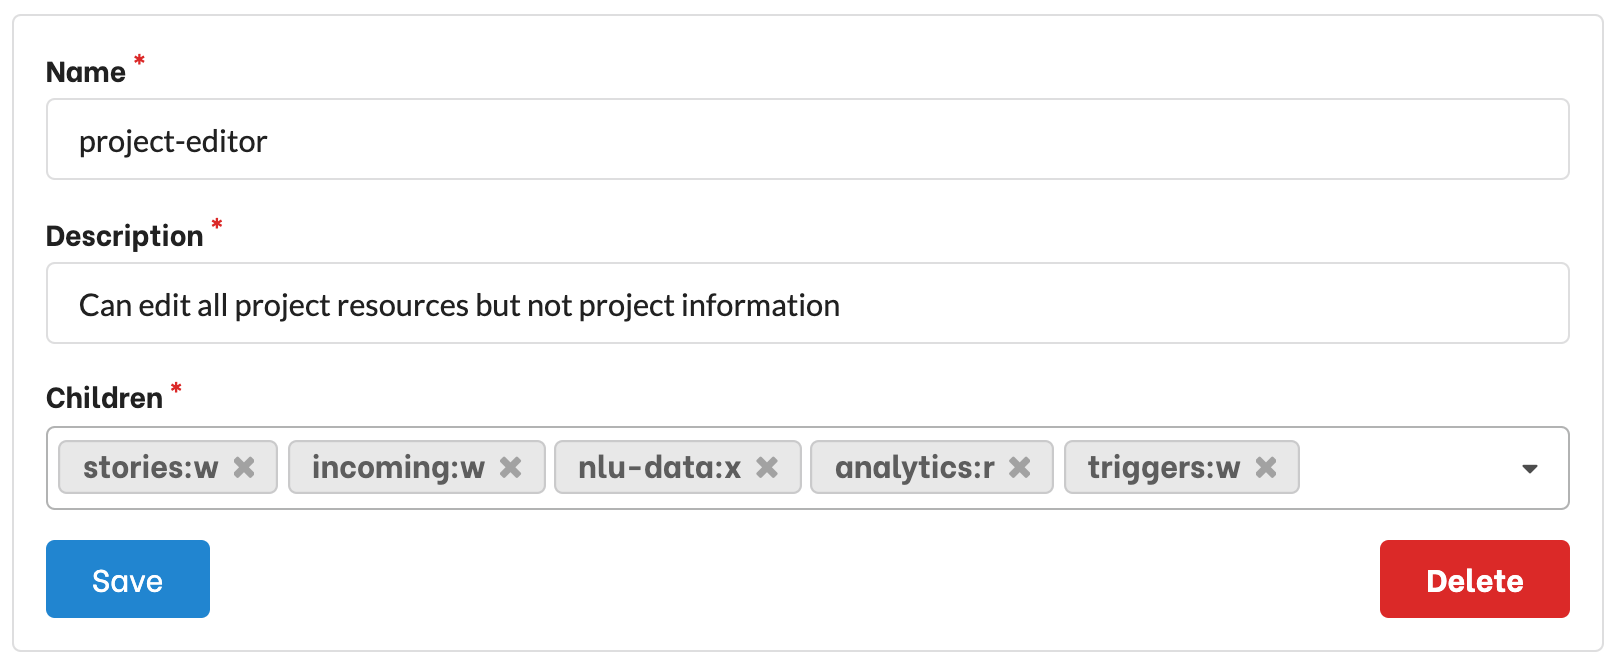 Name *
project-editor
Description *
Can edit all project resources but not project information
Children *
stories:w incoming:w nlu-data:x analytics:r triggers:w
Save Delete